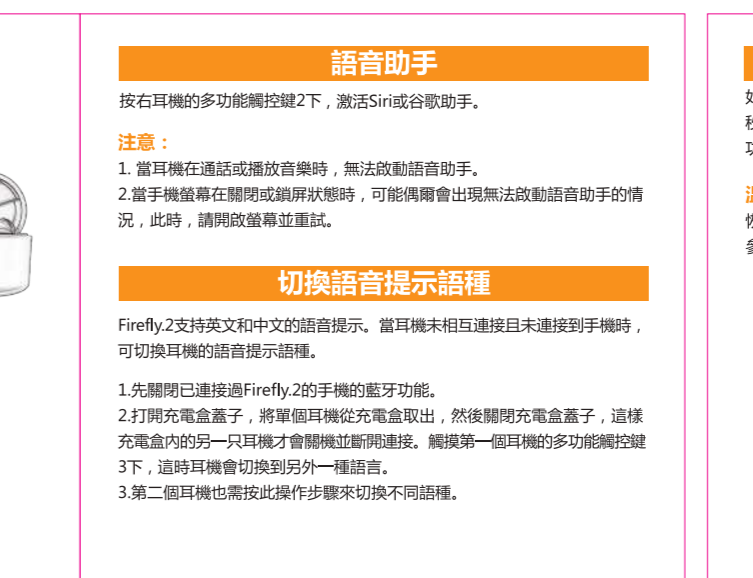 語音助手
按右耳機的多功能觸控鍵2下，激活Siri或谷歌助手。
注意：
1. 當耳機在通話或播放音樂時，無法啟動語音助手。
2.當手機螢幕在關閉或鎖屏狀態時，可能偶爾會出現無法啟動語音助手的情
況，此時，請開啟螢幕並重試。
切換語音提示語種
Firefly.2支持英文和中文的語音提示。當耳機未相互連接且未連接到手機時，
可切換耳機的語音提示語種。
1.先關閉已連接過Firefly.2的手機的藍牙功能。
2.打開充電盒蓋子，將單個耳機從充電盒取出，然後關閉充電盒蓋子，這樣
充電盒內的另一只耳機才會關機並斷開連接。觸摸第一個耳機的多功能觸控鍵
3下，這時耳機會切換到另外一種語言。
3.第二個耳機也需按此操作步驟來切換不同語種。